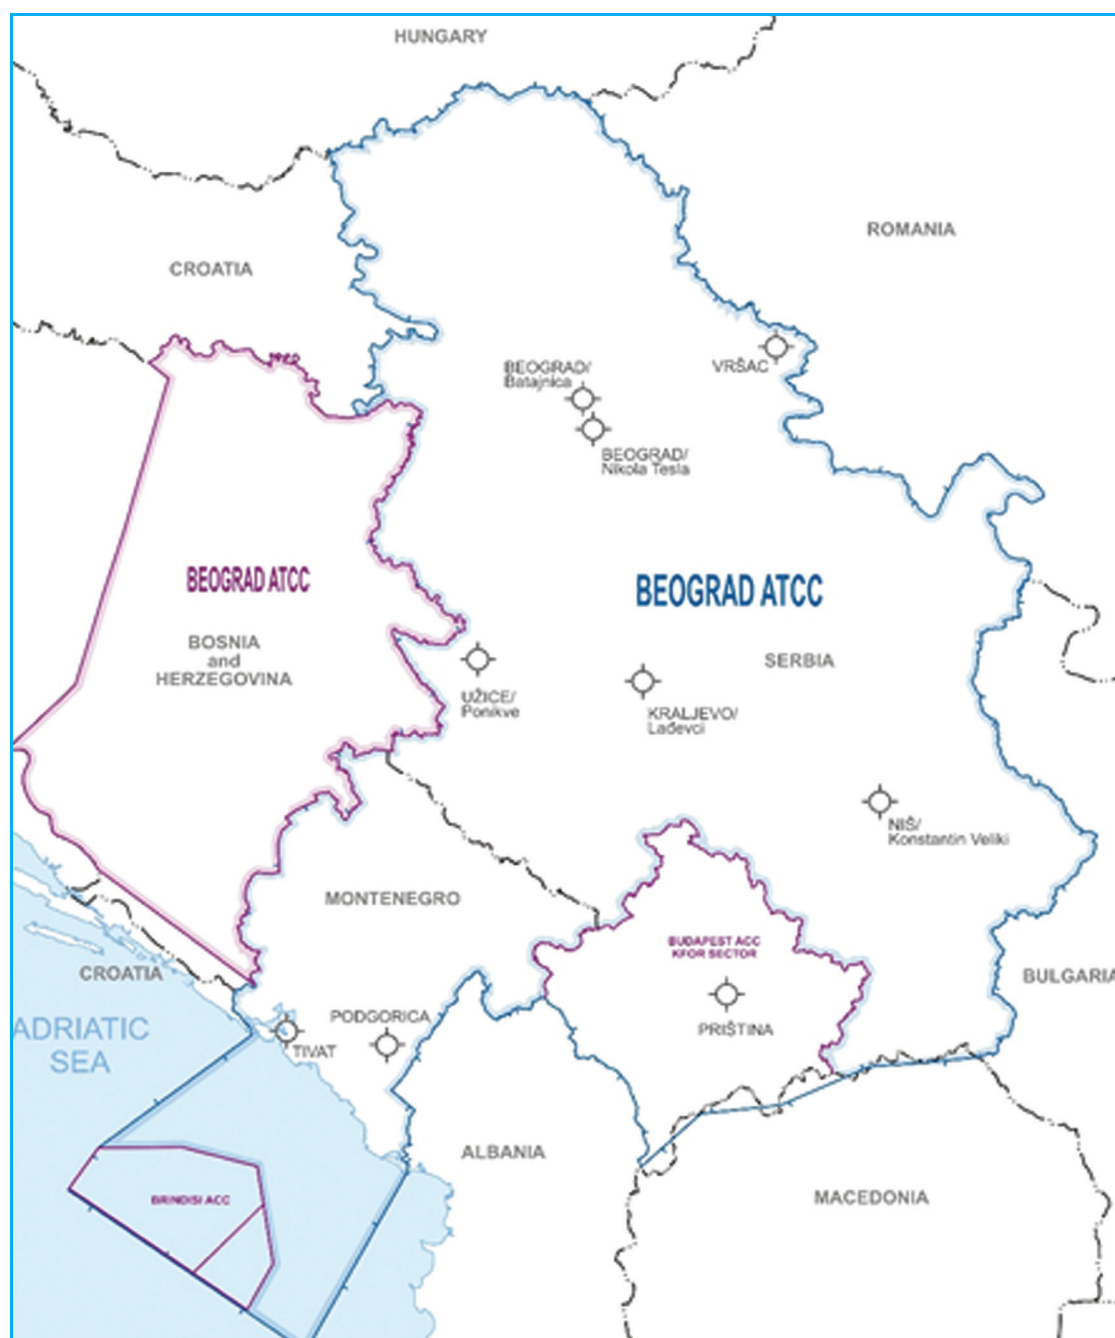 HUNGARY
ROMANIA
CROATIA
VRŠAC
BEOGRAD/
Batajnica
BEOGRAD/
Nikola Tesla
BEOGRAD ATCC
BEOGRAD ATCC
BOSNIA
and
HERZEGOVINA
SERBIA
UŽICE/
Ponikve
KRALJEVO/
Lađevci
NIŠ/
Konstantin Veliki
MONTENEGRO
BUDAPEST ACC
KFOR SECTOR
CROATIA
BULGARIA
PRIŠTINA
PODGORICA
TIVAT
ADRIATIC
SEA
ALBANIA
MACEDONIA
BRINDISI ACC